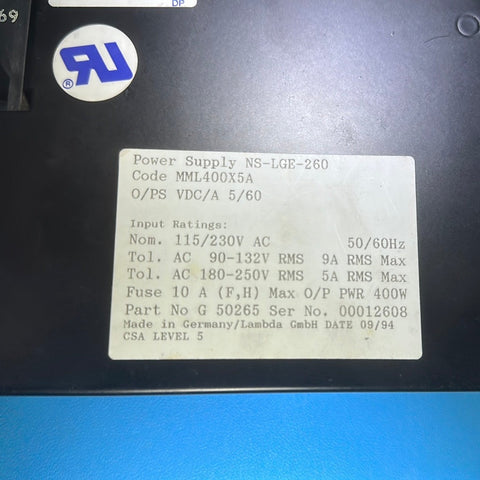 69
DP
UR
®
Power Supply NS-LGE-260
Code MML400X5A
O/PS VDC/A 5/60
Input Ratings:
Nom. 115/230V AC 50/60Hz
Tol. AC 90-132V RMS 9A RMS Max
Tol. AC 180-250V RMS 5A RMS Max
Fuse 10 A (F,H) Max O/P PWR 400W
Part No G 50265 Ser No. 00012608
Made in Germany/Lambda GmbH DATE 09/94
CSA LEVEL 5